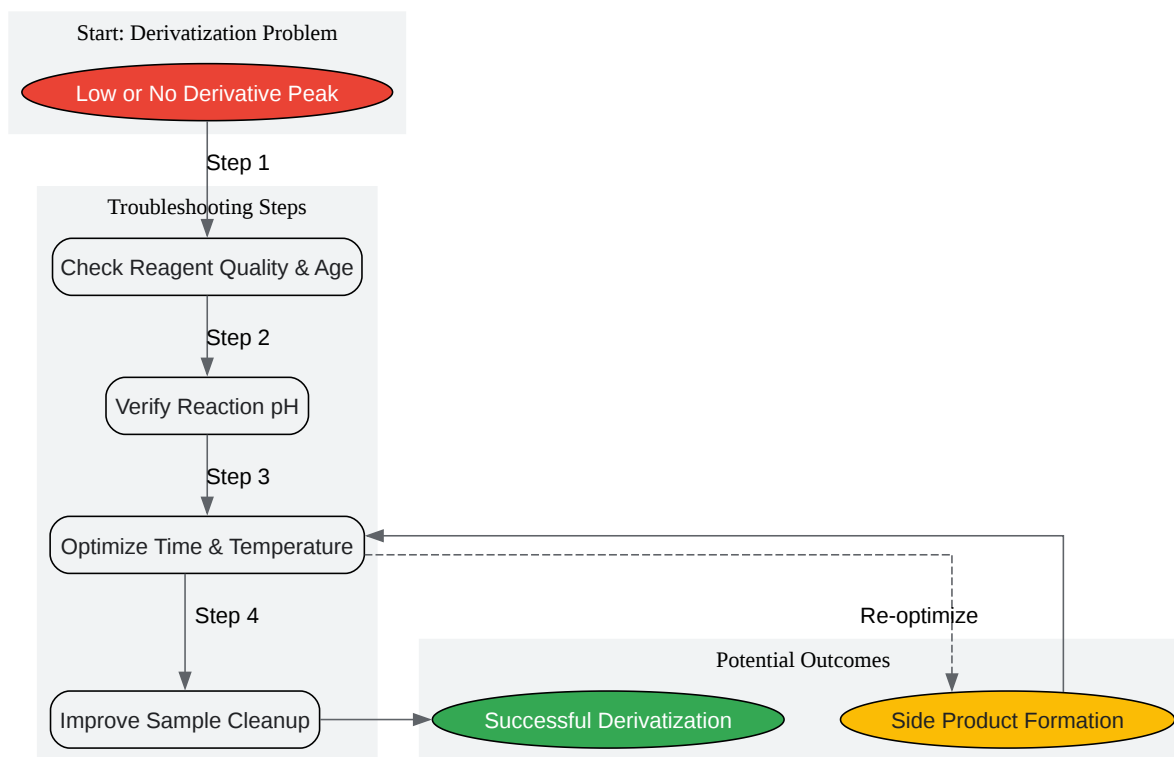 Start: Derivatization Problem
Low or No Derivative Peak
Step 1
Troubleshooting Steps
Check Reagent Quality & Age
Step 2
Verify Reaction pH
Step 3
Optimize Time & Temperature
Step 4
Re-optimize
Potential Outcomes
Improve Sample Cleanup
Successful Derivatization
Side Product Formation